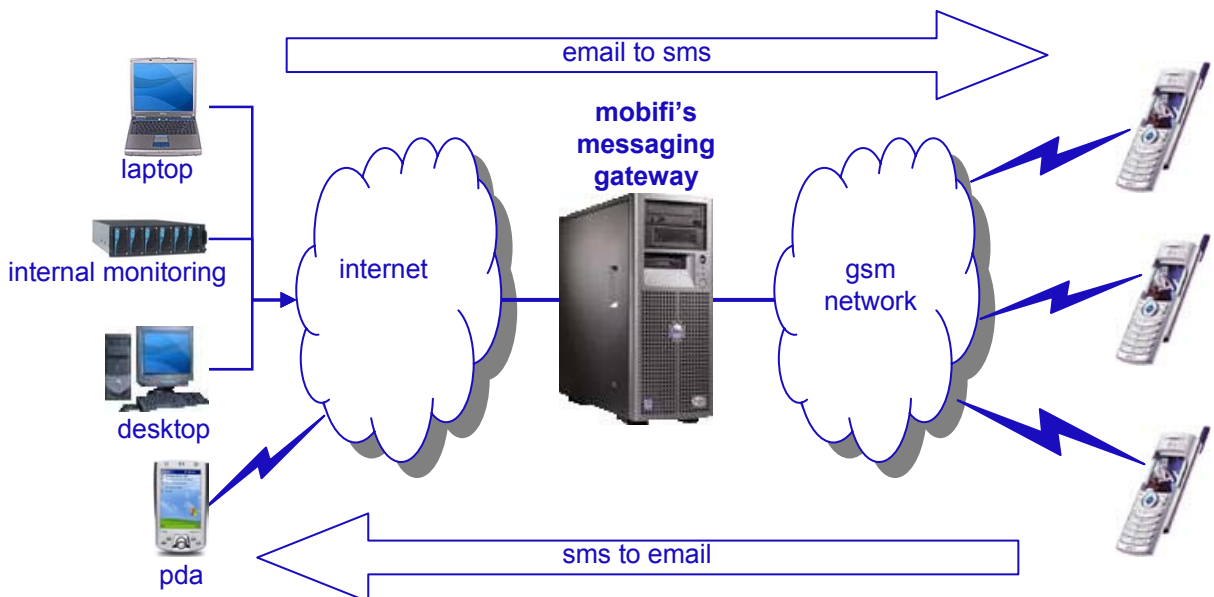 email to sms
laptop
mobifi's
messaging
gateway
internal monitoring
internet
gsm
network
desktop
pda
sms to email